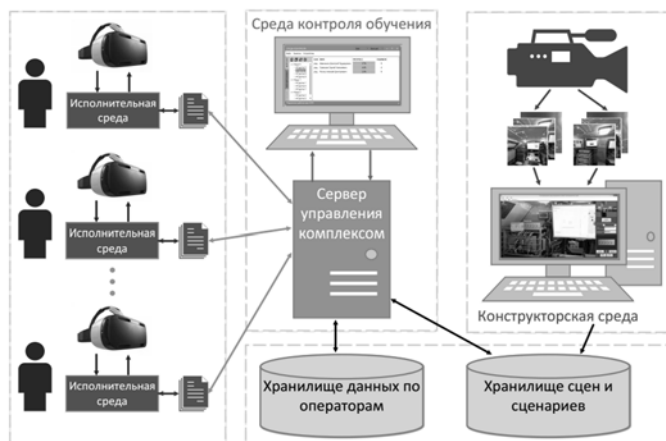 Среда контроля обучения
Исполнительная
среда
Исполнительная
среда
Исполнительная
среда
Сервер
управления
комплексом
Конструкторская среда
Хранилище данных по
операторам
Хранилище сцен и
сценариев